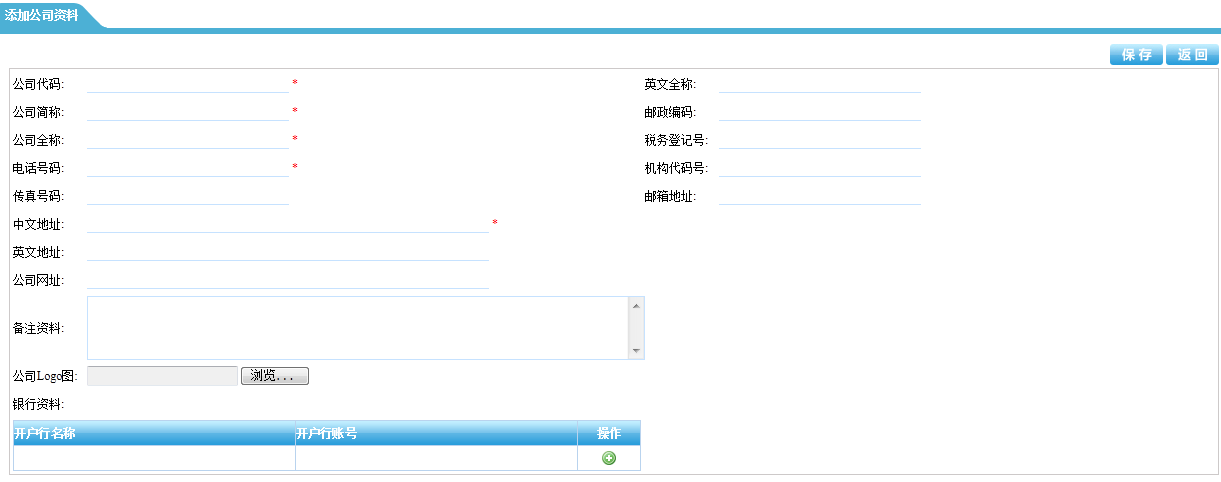 添加公司资料
保 存 返 回
公司代码: * 英文全称:
公司简称: * 邮政编码:
公司全称: * 税务登记号:
电话号码: * 机构代码号:
传真号码: 邮箱地址:
中文地址: *
英文地址:
公司网址:
备注资料:
公司Logo图: 浏览...
银行资料:
开户行名称 开户行账号 操作